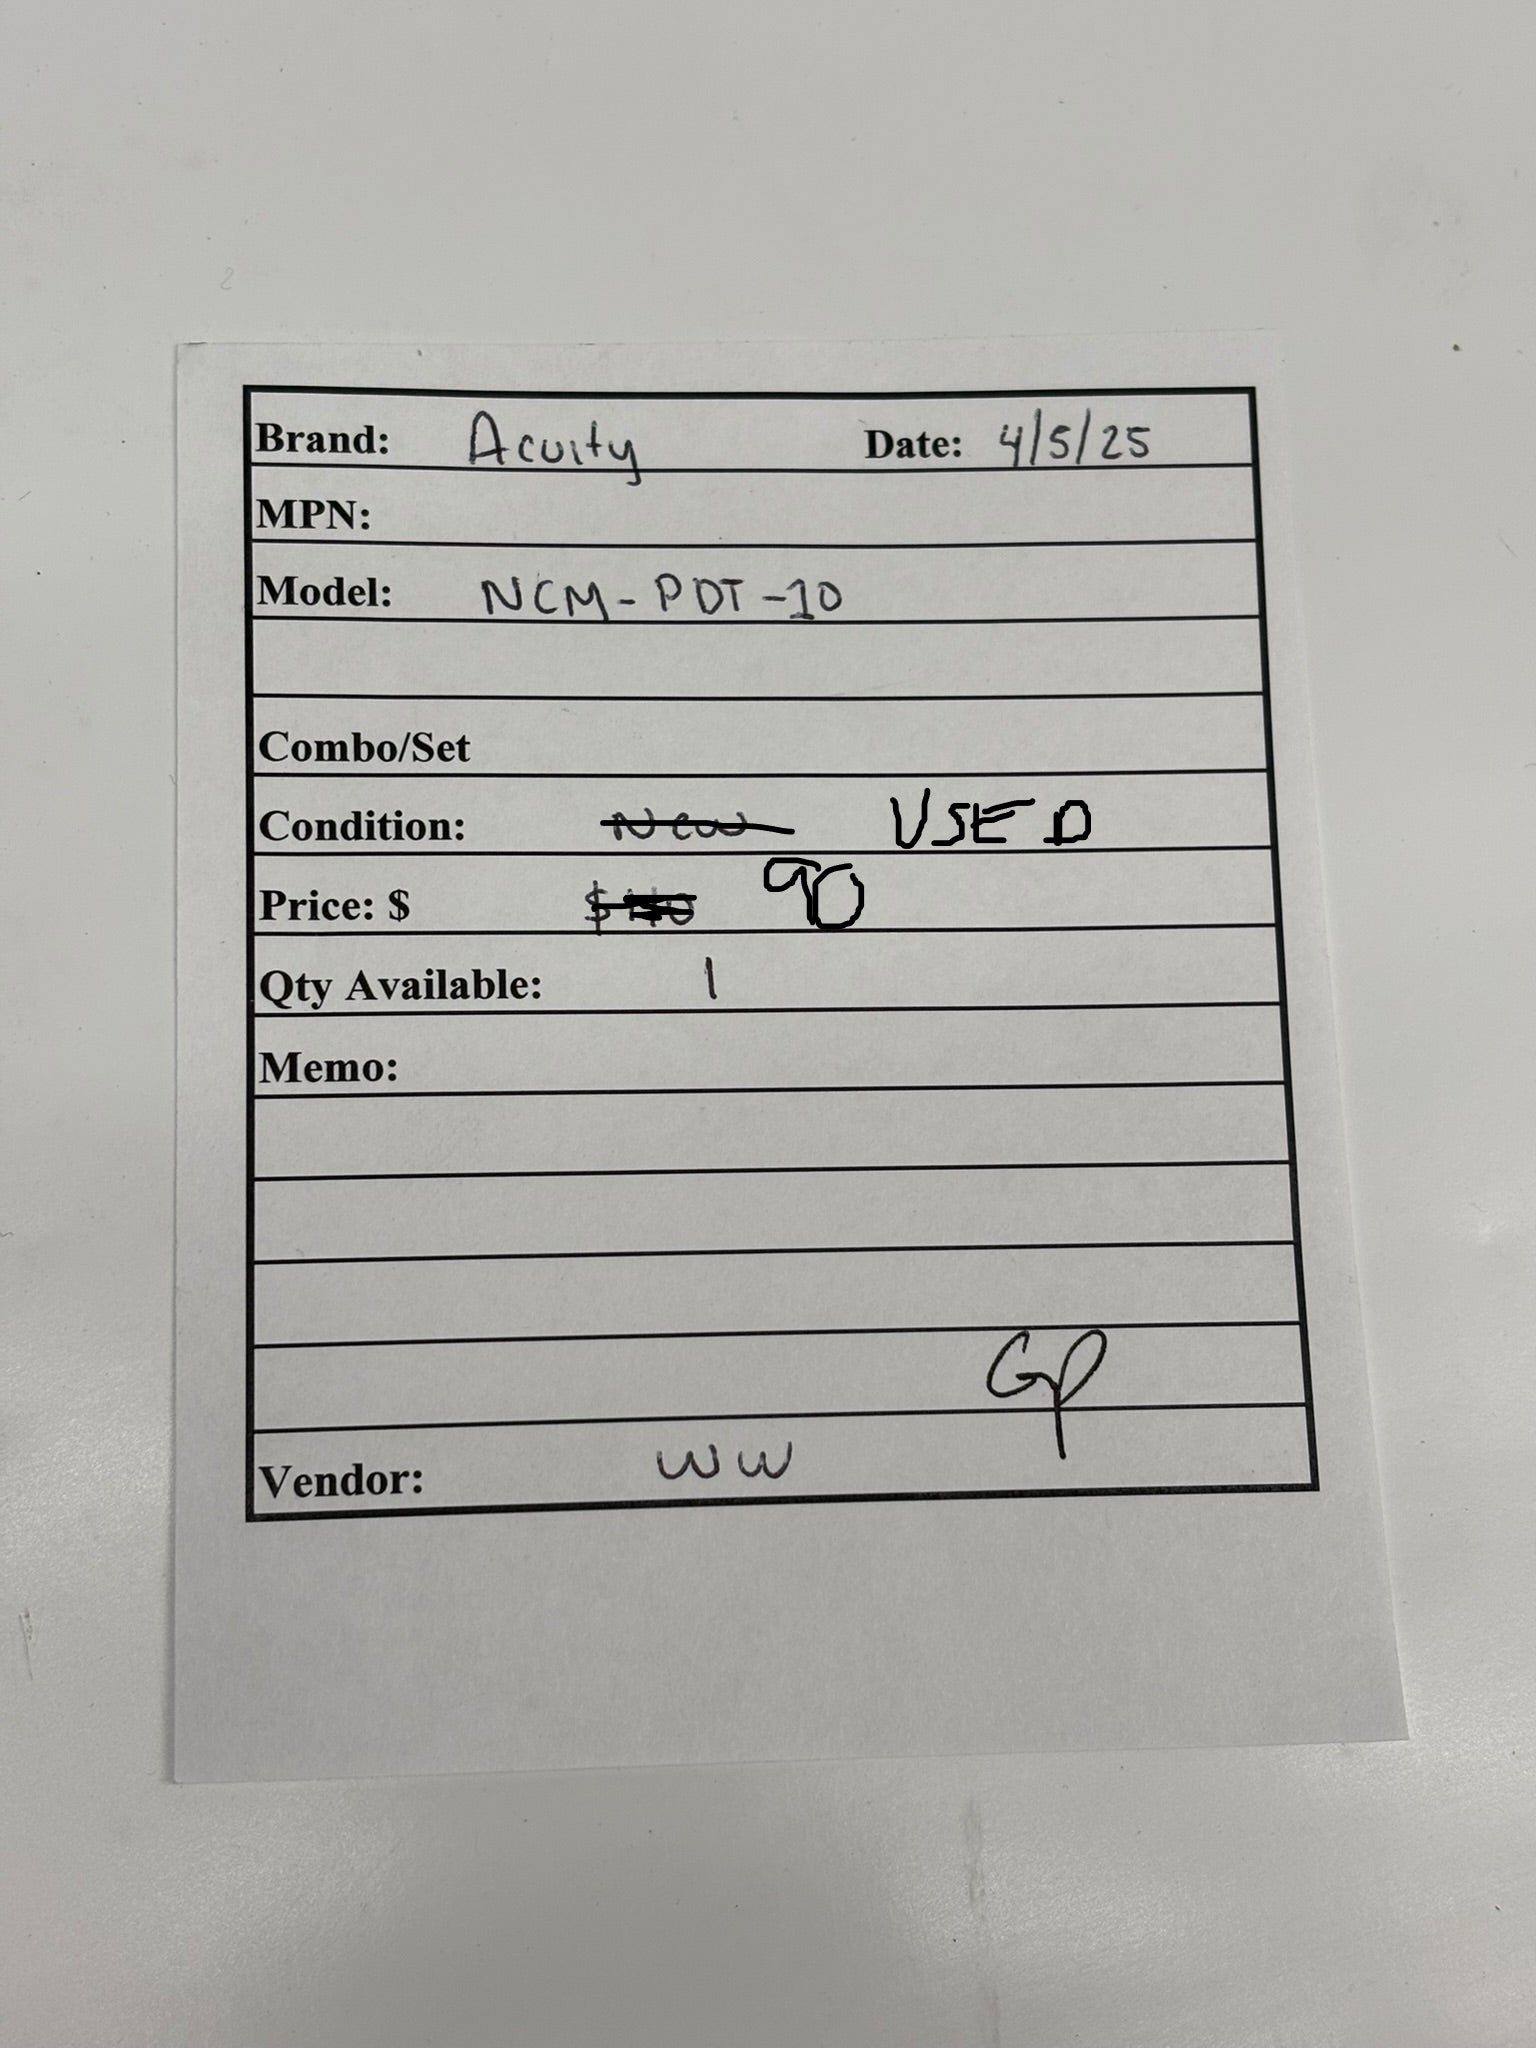 Brand: Acuity Date: 4/5/25
MPN:
Model: NCM-PDT-10
Combo/Set
Condition: New USED
Price: $ $ 90
Qty Available: 1
Memo:
GP
Vendor: WW